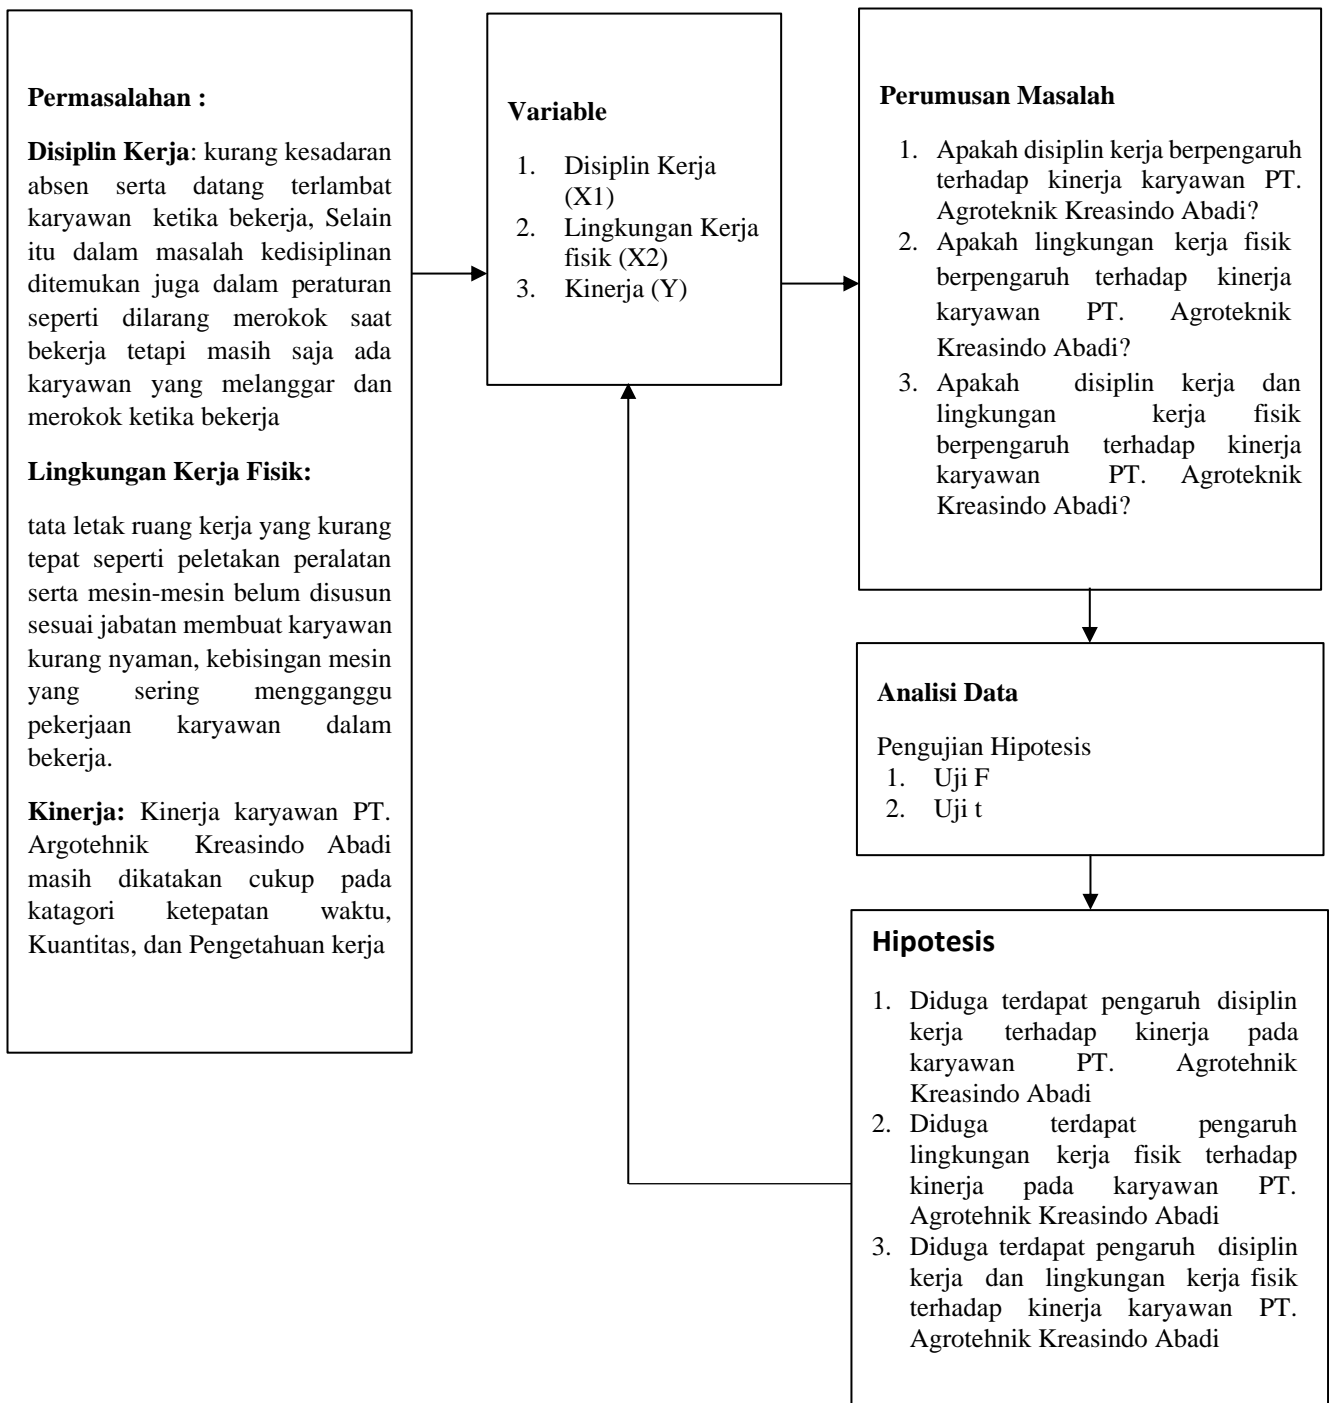 Permasalahan :
Disiplin Kerja: kurang kesadaran
absen serta datang terlambat
karyawan ketika bekerja, Selain
itu dalam masalah kedisiplinan
ditemukan juga dalam peraturan
seperti dilarang merokok saat
bekerja tetapi masih saja ada
karyawan yang melanggar dan
merokok ketika bekerja
Lingkungan Kerja Fisik:
tata letak ruang kerja yang kurang
tepat seperti peletakan peralatan
serta mesin-mesin belum disusun
sesuai jabatan membuat karyawan
kurang nyaman, kebisingan mesin
yang sering mengganggu
pekerjaan karyawan dalam
bekerja.
Kinerja: Kinerja karyawan PT.
Argotehnik Kreasindo Abadi
masih dikatakan cukup pada
katagori ketepatan waktu,
Kuantitas, dan Pengetahuan kerja
Variable
1. Disiplin Kerja
(X1)
2. Lingkungan Kerja
fisik (X2)
3. Kinerja (Y)
Perumusan Masalah
1. Apakah disiplin kerja berpengaruh
terhadap kinerja karyawan PT.
Agroteknik Kreasindo Abadi?
2. Apakah lingkungan kerja fisik
berpengaruh terhadap kinerja
karyawan PT. Agroteknik
Kreasindo Abadi?
3. Apakah disiplin kerja dan
lingkungan kerja fisik
berpengaruh terhadap kinerja
karyawan PT. Agroteknik
Kreasindo Abadi?
Analisi Data
Pengujian Hipotesis
1. Uji F
2. Uji t
Hipotesis
1. Diduga terdapat pengaruh disiplin
kerja terhadap kinerja pada
karyawan PT. Agrotehnik
Kreasindo Abadi
2. Diduga terdapat pengaruh
lingkungan kerja fisik terhadap
kinerja pada karyawan PT.
Agrotehnik Kreasindo Abadi
3. Diduga terdapat pengaruh disiplin
kerja dan lingkungan kerja fisik
terhadap kinerja karyawan PT.
Agrotehnik Kreasindo Abadi